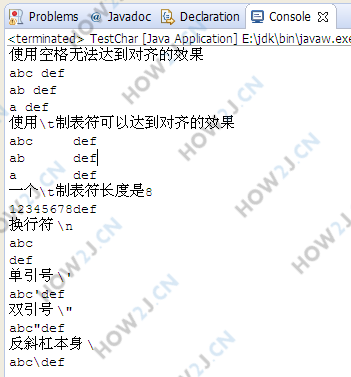 Problems @ Javadoc Declaration Console
<terminated> TestChar [Java Application] E:\jdk\bin\javaw.exe
使用空格无法达到对齐的效果
abc def
ab def
a def
使用\t制表符可以达到对齐的效果
abc     def
ab      def
a       def
一个\t制表符长度是8
12345678def
换行符 \n
abc
def
单引号 \'
abc'def
双引号 \"
abc"def
反斜杠本身 \
abc\def
HOW2J.CN
HOW2J.CN
HOW2J.CN
HOW2J.CN
HOW2J.CN
HOW2J.CN